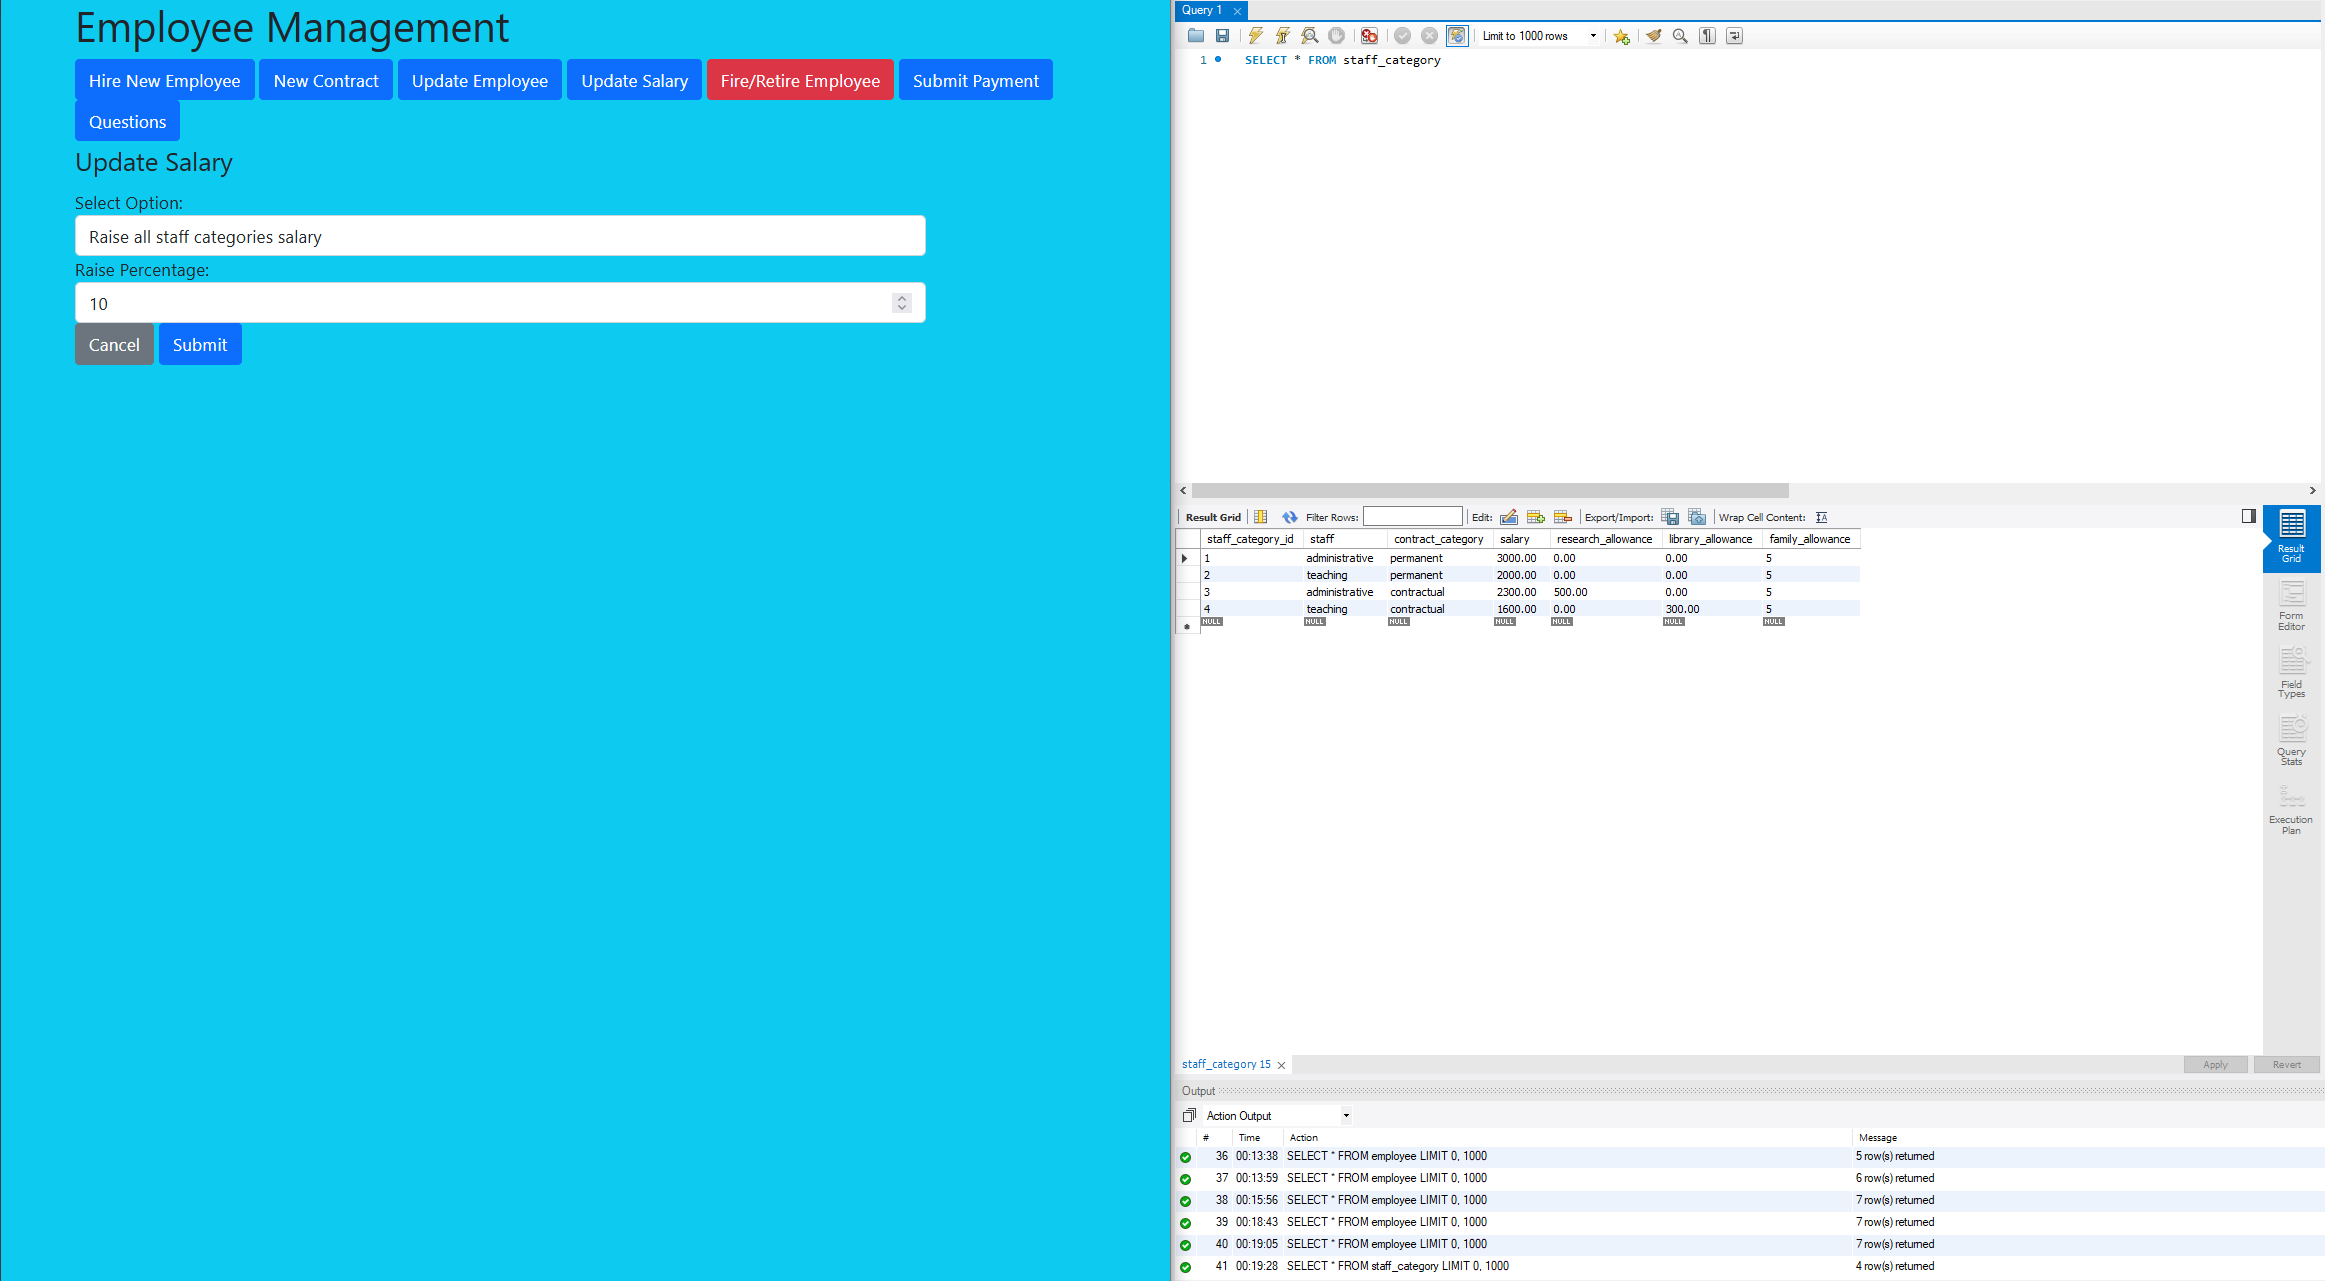 Employee Management
Hire New Employee New Contract Update Employee Update Salary Fire/Retire Employee Submit Payment
Questions
Update Salary
Select Option:
Raise all staff categories salary
Raise Percentage:
10
Cancel Submit
Query 1
Limit to 1000 rows
1 SELECT * FROM staff_category
Result Grid Filter Rows: Edit: Export/Import: Wrap Cell Content:
staff_category_id staff contract_category salary research_allowance library_allowance family_allowance
1 administrative permanent 3000.00 0.00 0.00 5
2 teaching permanent 2000.00 0.00 0.00 5
3 administrative contractual 2300.00 500.00 0.00 5
4 teaching contractual 1600.00 0.00 300.00 5
NULL NULL NULL NULL NULL NULL NULL
Result
Grid
Form
Editor
Field
Types
Query
Stats
Execution
Plan
staff_category 15
Apply Revert
Output
Action Output
# Time Action Message
36 00:13:38 SELECT * FROM employee LIMIT 0, 1000 5 row(s) returned
37 00:13:59 SELECT * FROM employee LIMIT 0, 1000 6 row(s) returned
38 00:15:56 SELECT * FROM employee LIMIT 0, 1000 7 row(s) returned
39 00:18:43 SELECT * FROM employee LIMIT 0, 1000 7 row(s) returned
40 00:19:05 SELECT * FROM employee LIMIT 0, 1000 7 row(s) returned
41 00:19:28 SELECT * FROM staff_category LIMIT 0, 1000 4 row(s) returned